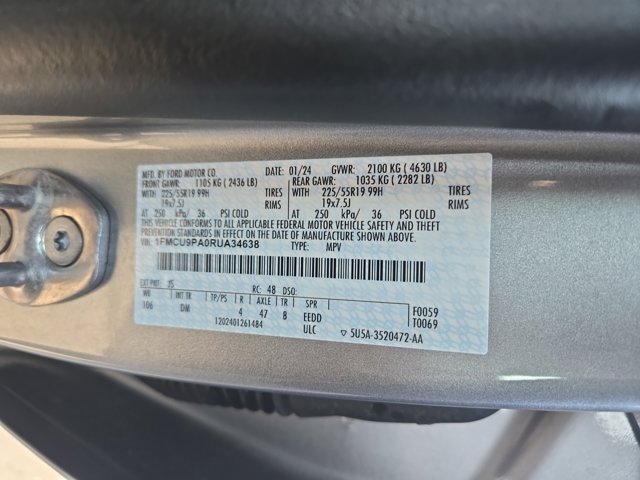 MFD. BY FORD MOTOR CO. DATE: 01/24 GVWR: 2100 KG ( 4630 LB)
FRONT GAWR: 1105 KG ( 2436 LB) REAR GAWR: 1035 KG ( 2282 LB)
WITH 225/55R19 99H TIRES WITH 225/55R19 99H TIRES
19x7.5J RIMS 19x7.5J RIMS
AT 250 kPa/ 36 PSI COLD AT 250 kPa/ 36 PSI COLD
THIS VEHICLE CONFORMS TO ALL APPLICABLE FEDERAL MOTOR VEHICLE SAFETY AND THEFT
PREVENTION STANDARDS IN EFFECT ON THE DATE OF MANUFACTURE SHOWN ABOVE.
VIN: 1FMCU9PA0RUA34638 TYPE: MPV
EXT PNT: JS RC: 48 DSO:
WB INT TR TP/PS R AXLE TR SPR F0059
106 DM 4 47 8 EEDD T0069
1202401261484 ULC ▽ 5U5A-3520472-AA